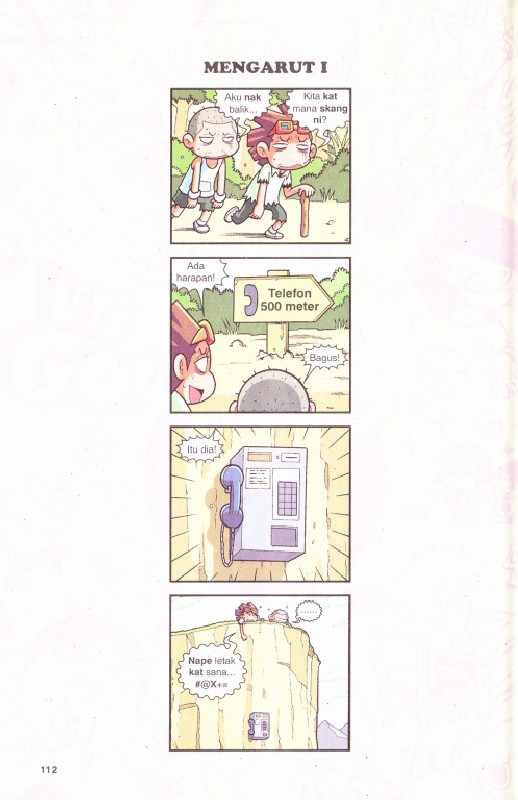 MENGARUT I
Aku nak
balik...
Kita kat
mana skang
ni?
Ada
harapan!
Telefon
500 meter
Bagus!
Itu dia!
......
Nape letak
kat sana...
#@X+=
112